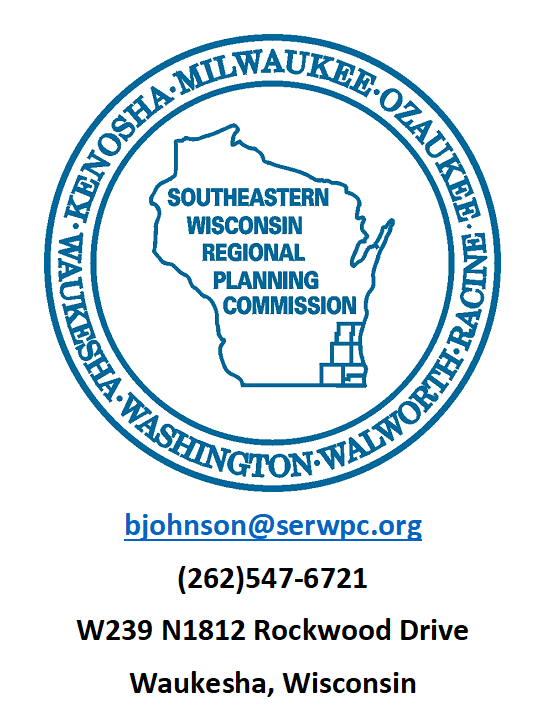 KENOSHA · MILWAUKEE · OZAUKEE · RACINE · WALWORTH · WASHINGTON · WAUKESHA ·
SOUTHEASTERN
WISCONSIN
REGIONAL
PLANNING
COMMISSION
bjohnson@serwpc.org
(262)547-6721
W239 N1812 Rockwood Drive
Waukesha, Wisconsin